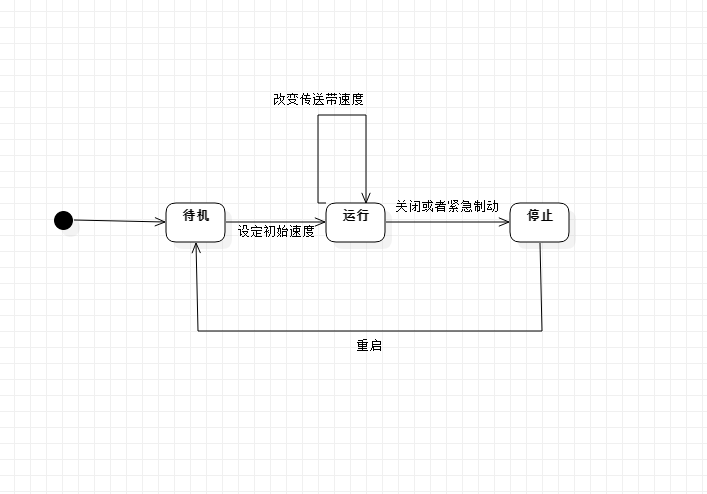 改变传送带速度
待机
运行
关闭或者紧急制动
停止
设定初始速度
重启